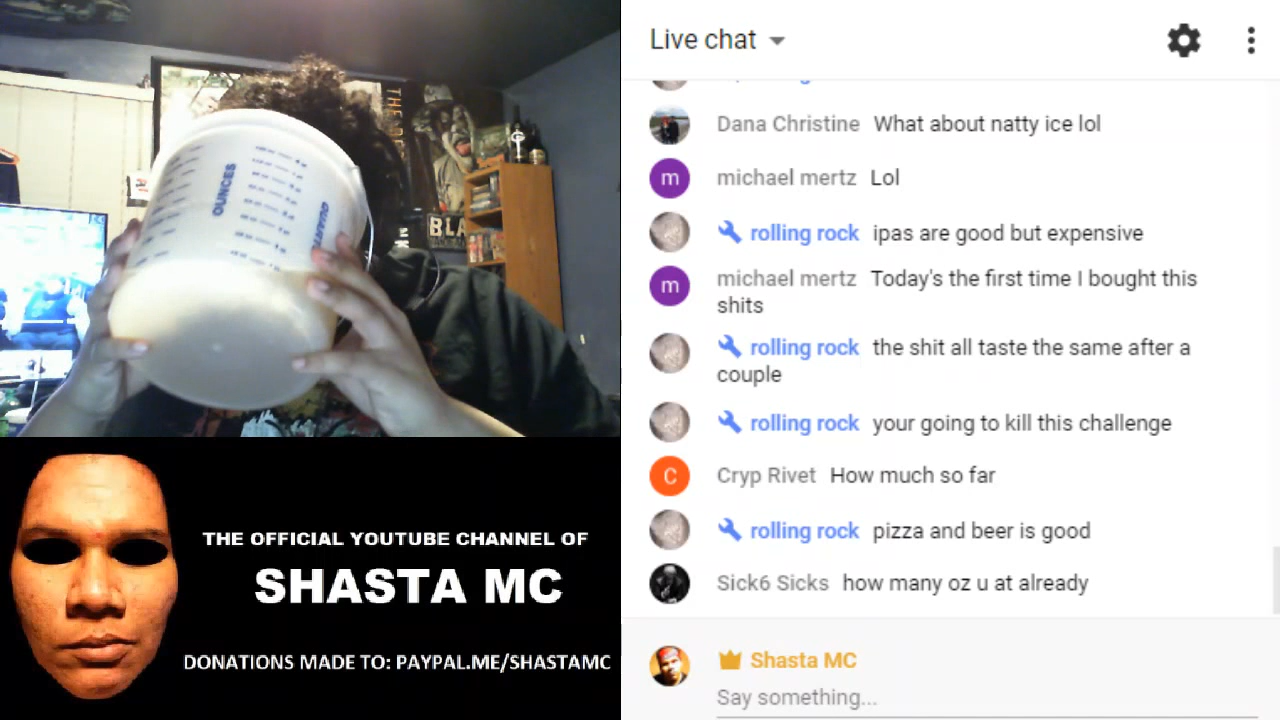 OUNCES
QUART
THE
BLA
THE OFFICIAL YOUTUBE CHANNEL OF
SHASTA MC
DONATIONS MADE TO: PAYPAL.ME/SHASTAMC
Live chat
Dana Christine What about natty ice lol
m
michael mertz Lol
rolling rock ipas are good but expensive
m
michael mertz Today's the first time I bought this
shits
rolling rock the shit all taste the same after a
couple
rolling rock your going to kill this challenge
C
Cryp Rivet How much so far
rolling rock pizza and beer is good
Sick6 Sicks how many oz u at already
Shasta MC
Say something...